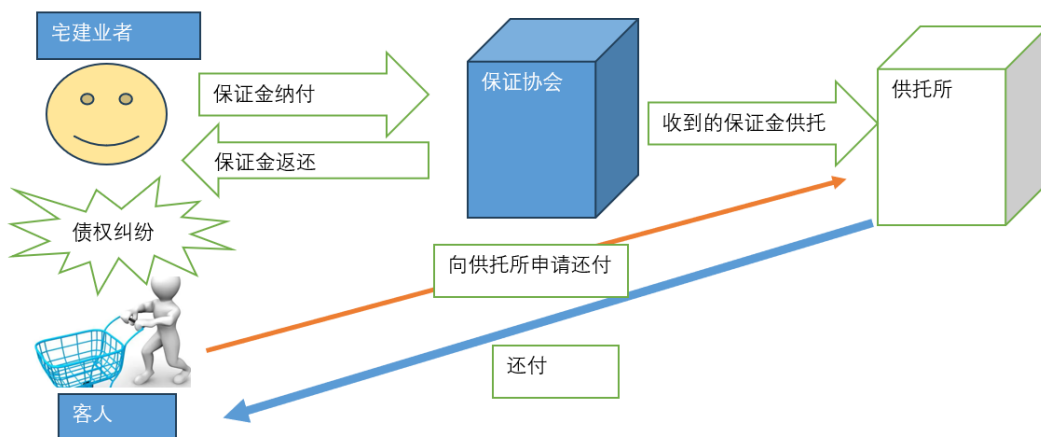 宅建业者
保证金纳付
保证协会
供托所
收到的保证金供托
保证金返还
债权纠纷
向供托所申请还付
还付
客人